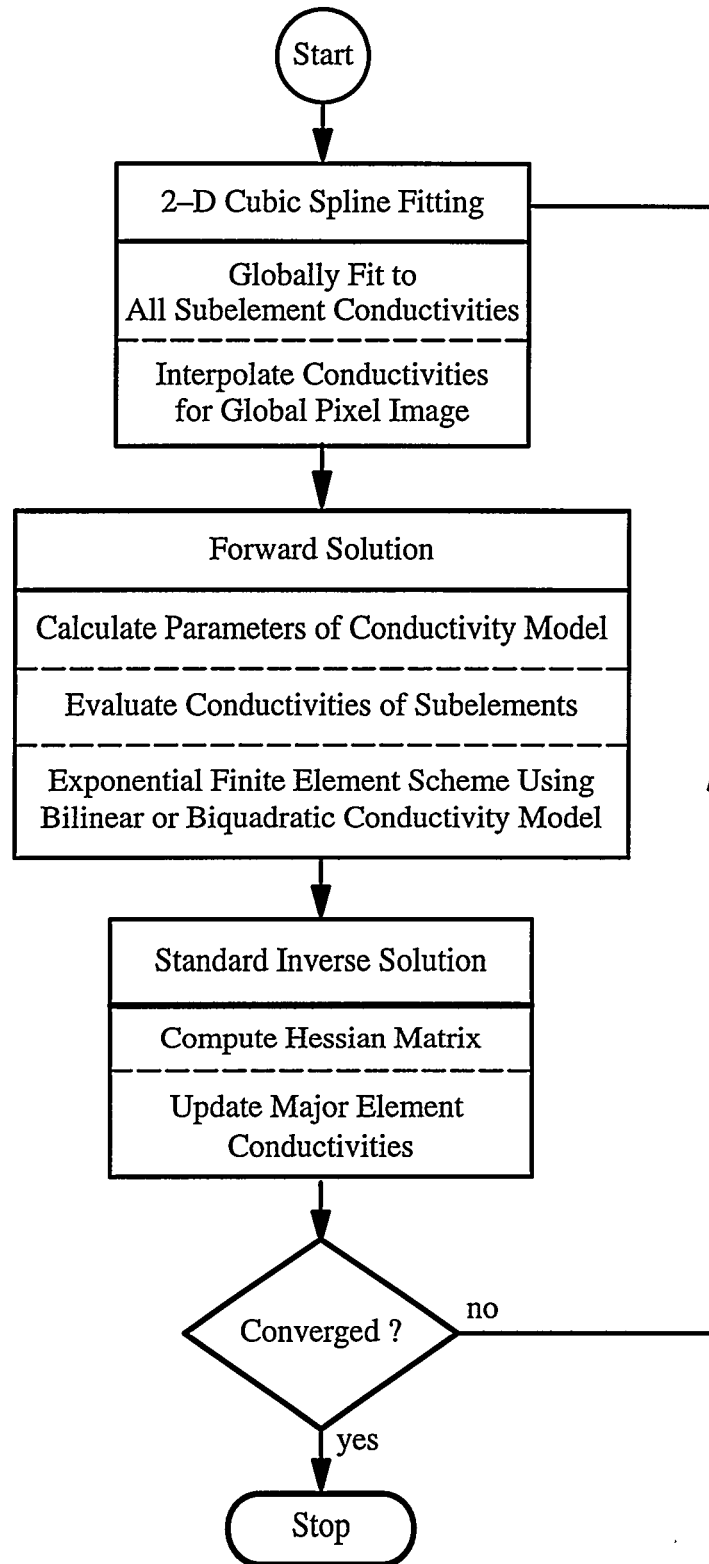 Start
2–D Cubic Spline Fitting
Globally Fit to
All Subelement Conductivities
Interpolate Conductivities
for Global Pixel Image
Forward Solution
Calculate Parameters of Conductivity Model
Evaluate Conductivities of Subelements
Exponential Finite Element Scheme Using
Bilinear or Biquadratic Conductivity Model
Standard Inverse Solution
Compute Hessian Matrix
Update Major Element
Conductivities
Converged ?
no
yes
Stop